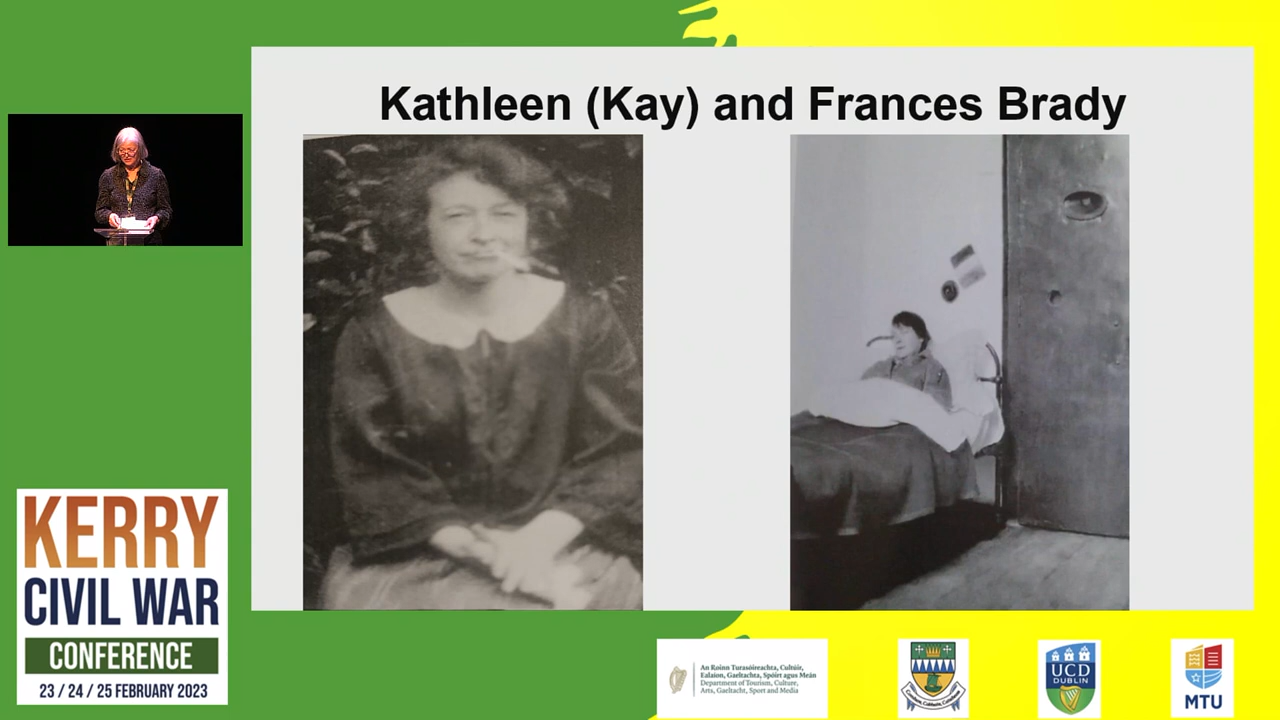 Kathleen (Kay) and Frances Brady
KERRY
CIVIL WAR
CONFERENCE
23 / 24 / 25 FEBRUARY 2023
An Roinn Turasóireachta, Cultúir,
Ealaíon, Gaeltachta, Spóirt agus Meán
Department of Tourism, Culture,
Arts, Gaeltacht, Sport and Media
UCD
DUBLIN
MTU